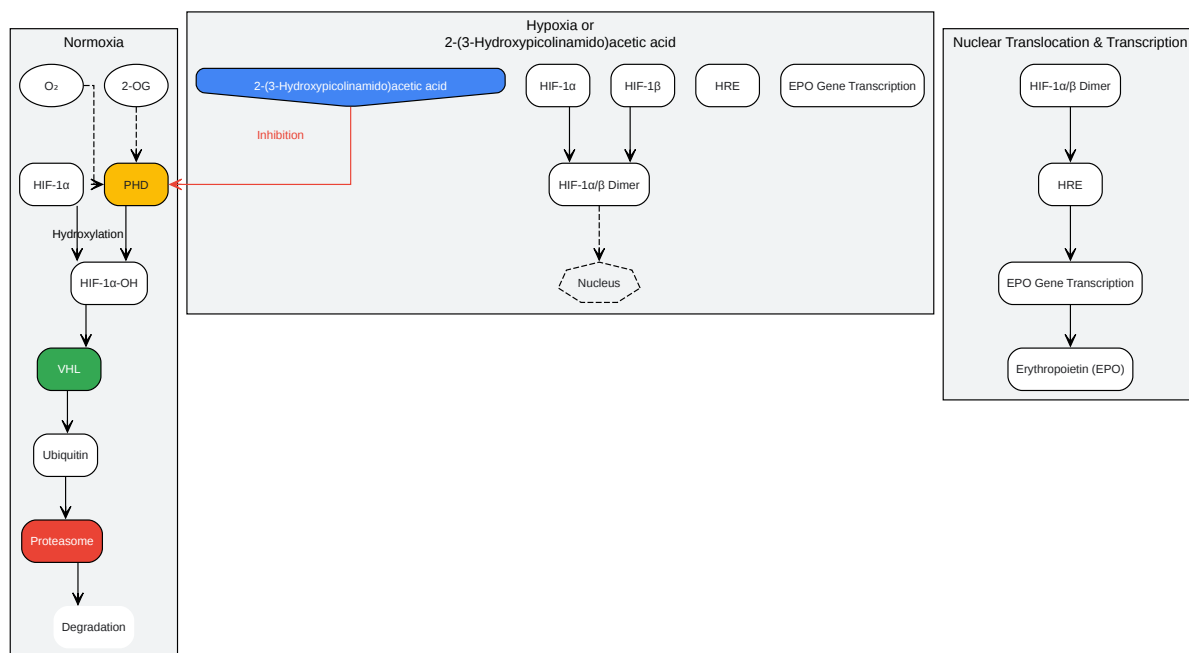 Normoxia
O₂
2-OG
HIF-1α
PHD
Hydroxylation
HIF-1α-OH
VHL
Ubiquitin
Proteasome
Degradation
Hypoxia or
2-(3-Hydroxypicolinamido)acetic acid
2-(3-Hydroxypicolinamido)acetic acid
HIF-1α
HIF-1β
HRE
EPO Gene Transcription
Inhibition
HIF-1α/β Dimer
Nucleus
Nuclear Translocation & Transcription
HIF-1α/β Dimer
HRE
EPO Gene Transcription
Erythropoietin (EPO)